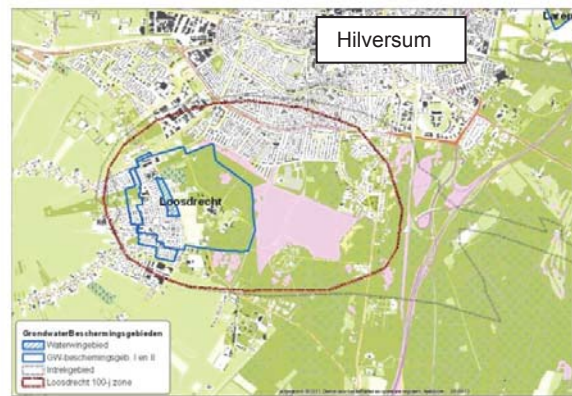 Hilversum
Loosdrecht
GrondwaterBeschermingsgebieden
Waterwingebied
GW-beschermingsgeb I en II
Intrekgebied
Loosdrecht 100-j zone